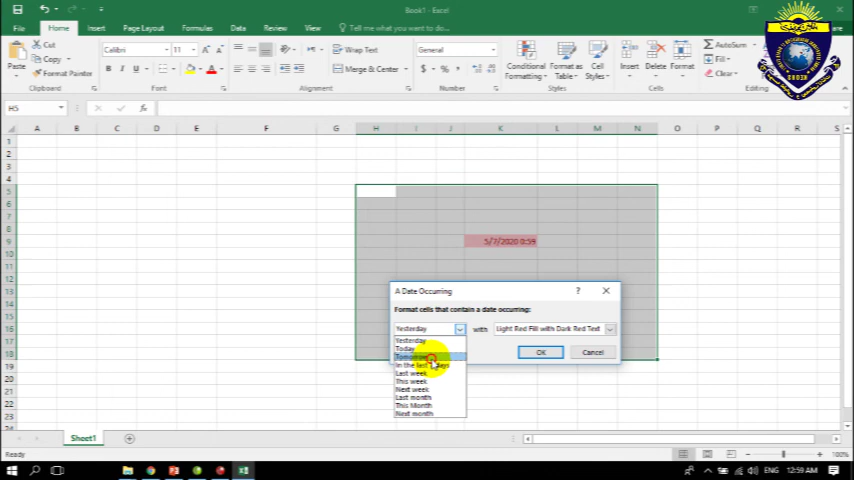 Book1 - Excel
File Home Insert Page Layout Formulas Data Review View Tell me what you want to do...
Paste
Cut
Copy
Format Painter
Clipboard
Calibri 11
B I U
Font
Wrap Text
Merge & Center
Alignment
General
$ % ,
Number
Conditional Formatting
Format as Table
Cell Styles
Styles
Insert Delete Format
Cells
AutoSum
Fill
Clear
H5
fx
A B C D E F G H I J K L M N O P Q R S
1
2
3
4
5
6
7
8
9 5/7/2020 0:59
10
11
12
13
14
15
16
17
18
19
20
21
22
23
A Date Occurring ?
Format cells that contain a date occurring:
Yesterday with Light Red Fill with Dark Red Text
Yesterday
Today
Tomorrow
In the last days
Last week
This week
Next week
Last month
This Month
Next month
OK Cancel
Sheet1
Ready 100%
ENG 12:59 AM